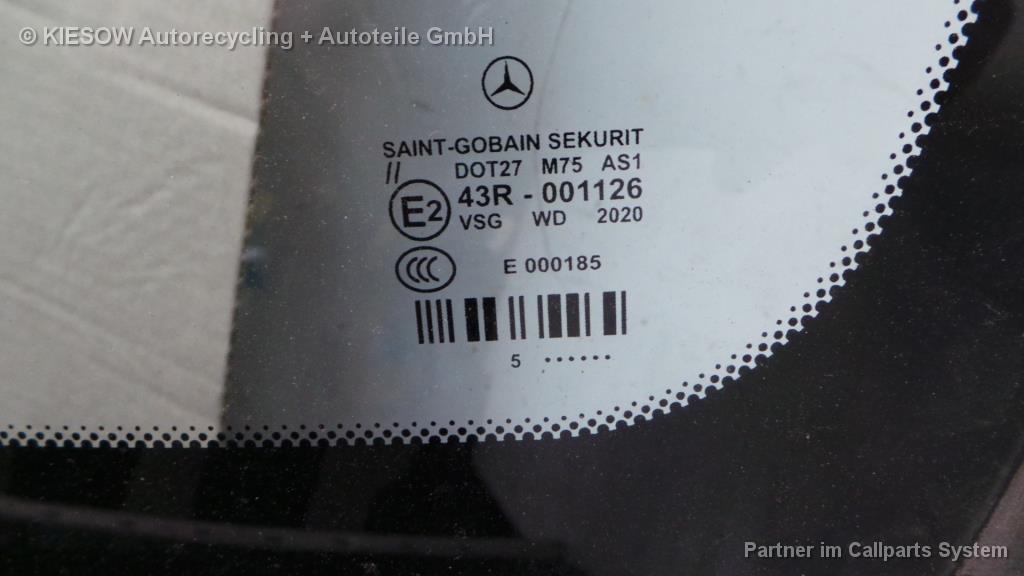 © KIESOW Autorecycling + Autoteile GmbH
SAINT-GOBAIN SEKURIT
// DOT27 M75 AS1
E2 43R - 001126
VSG WD 2020
CCC E 000185
5 ......
Partner im Callparts System